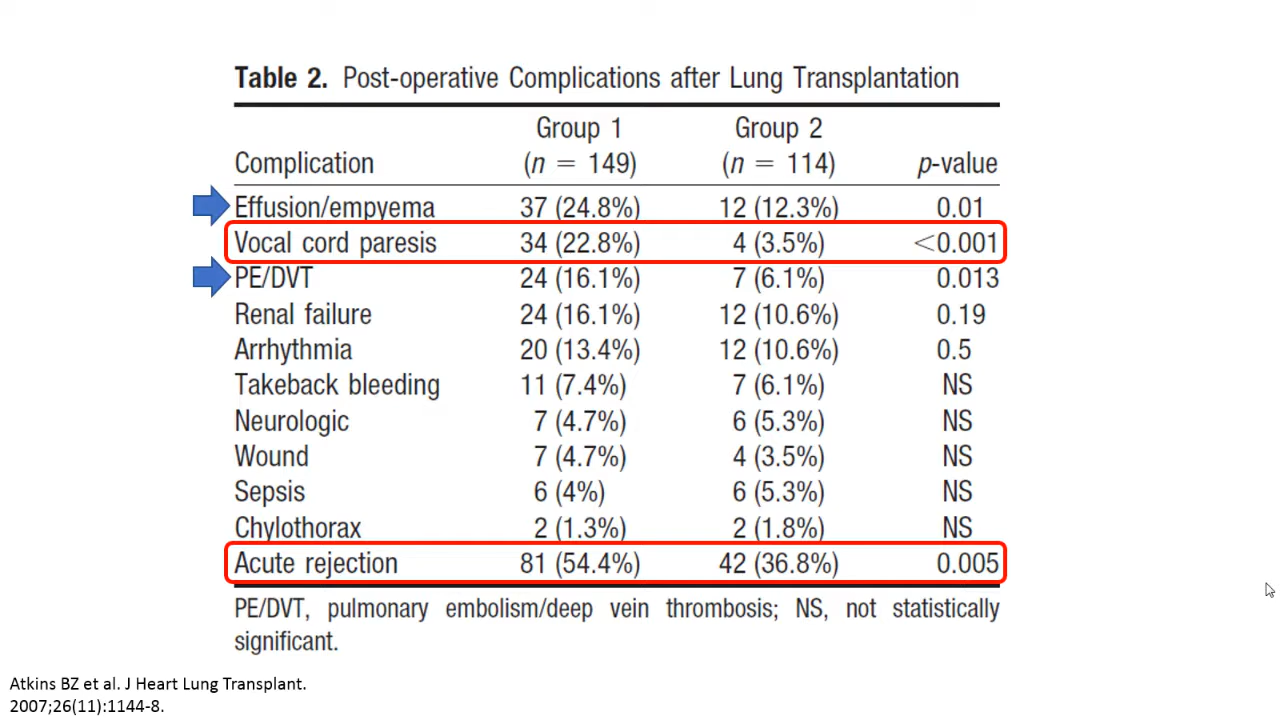 Table 2. Post-operative Complications after Lung Transplantation
Group 1 Group 2
Complication (n = 149) (n = 114) p-value
Effusion/empyema 37 (24.8%) 12 (12.3%) 0.01
Vocal cord paresis 34 (22.8%) 4 (3.5%) <0.001
PE/DVT 24 (16.1%) 7 (6.1%) 0.013
Renal failure 24 (16.1%) 12 (10.6%) 0.19
Arrhythmia 20 (13.4%) 12 (10.6%) 0.5
Takeback bleeding 11 (7.4%) 7 (6.1%) NS
Neurologic 7 (4.7%) 6 (5.3%) NS
Wound 7 (4.7%) 4 (3.5%) NS
Sepsis 6 (4%) 6 (5.3%) NS
Chylothorax 2 (1.3%) 2 (1.8%) NS
Acute rejection 81 (54.4%) 42 (36.8%) 0.005
PE/DVT, pulmonary embolism/deep vein thrombosis; NS, not statistically
significant.
Atkins BZ et al. J Heart Lung Transplant.
2007;26(11):1144-8.